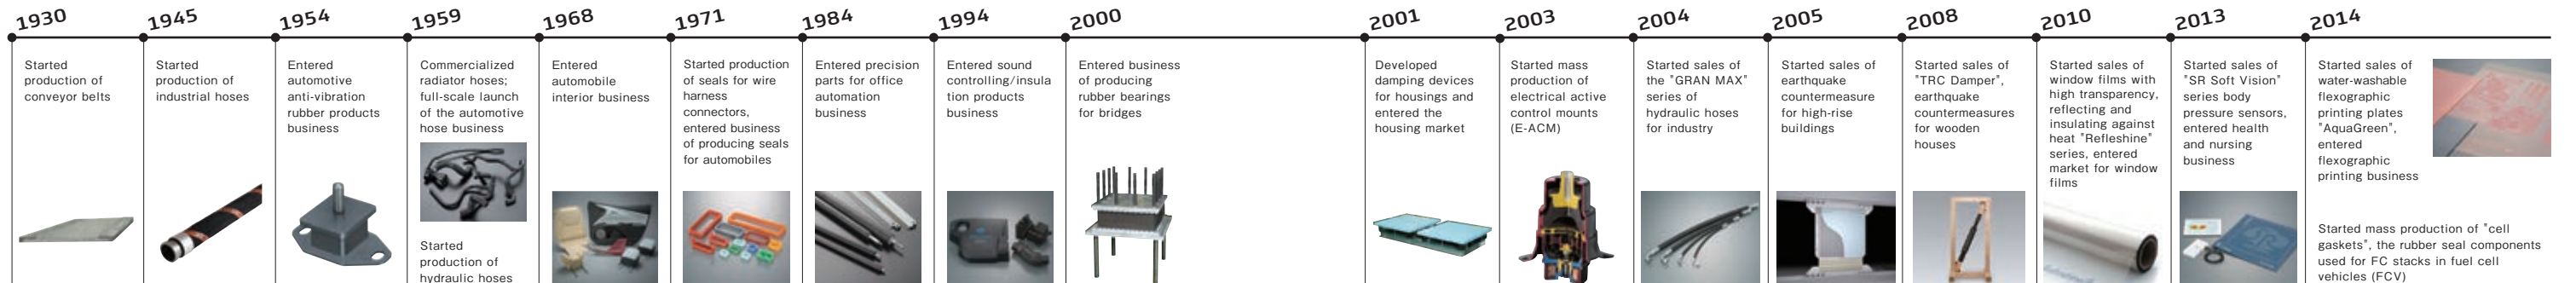 1930
Started
production of
conveyor belts
1945
Started
production of
industrial hoses
1954
Entered
automotive
anti-vibration
rubber products
business
1959
Commercialized
radiator hoses;
full-scale launch
of the automotive
hose business
Started
production of
hydraulic hoses
1968
Entered
automobile
interior business
1971
Started production
of seals for wire
harness
connectors,
entered business
of producing seals
for automobiles
1984
Entered precision
parts for office
automation
business
1994
Entered sound
controlling/insula
tion products
business
2000
Entered business
of producing
rubber bearings
for bridges
2001
Developed
damping devices
for housings and
entered the
housing market
2003
Started mass
production of
electrical active
control mounts
(E-ACM)
2004
Started sales of
the "GRAN MAX"
series of
hydraulic hoses
for industry
2005
Started sales of
earthquake
countermeasure
for high-rise
buildings
2008
Started sales of
"TRC Damper",
earthquake
countermeasures
for wooden
houses
2010
Started sales of
window films with
high transparency,
reflecting and
insulating against
heat "Refleshine"
series, entered
market for window
films
2013
Started sales of
"SR Soft Vision"
series body
pressure sensors,
entered health
and nursing
business
2014
Started sales of
water-washable
flexographic
printing plates
"AquaGreen",
entered
flexographic
printing business
Started mass production of "cell
gaskets", the rubber seal components
used for FC stacks in fuel cell
vehicles (FCV)